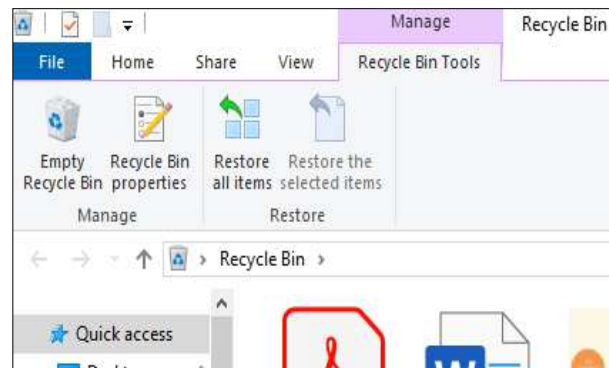 Manage Recycle Bin
File Home Share View Recycle Bin Tools
Empty Recycle Bin Restore Restore the
Recycle Bin properties all items selected items
Manage Restore
Recycle Bin
Quick access
W